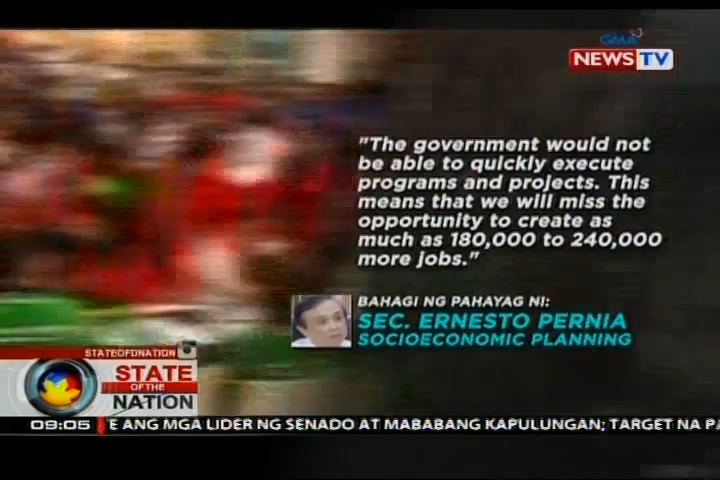 GMA
NEWS TV
"The government would not
be able to quickly execute
programs and projects. This
means that we will miss the
opportunity to create as
much as 180,000 to 240,000
more jobs."
BAHAGI NG PAHAYAG NI:
SEC. ERNESTO PERNIA
SOCIOECONOMIC PLANNING
STATEOFDNATION
STATE
OF THE
NATION
09:05 E ANG MGA LIDER NG SENADO AT MABABANG KAPULUNGAN; TARGET NA PA